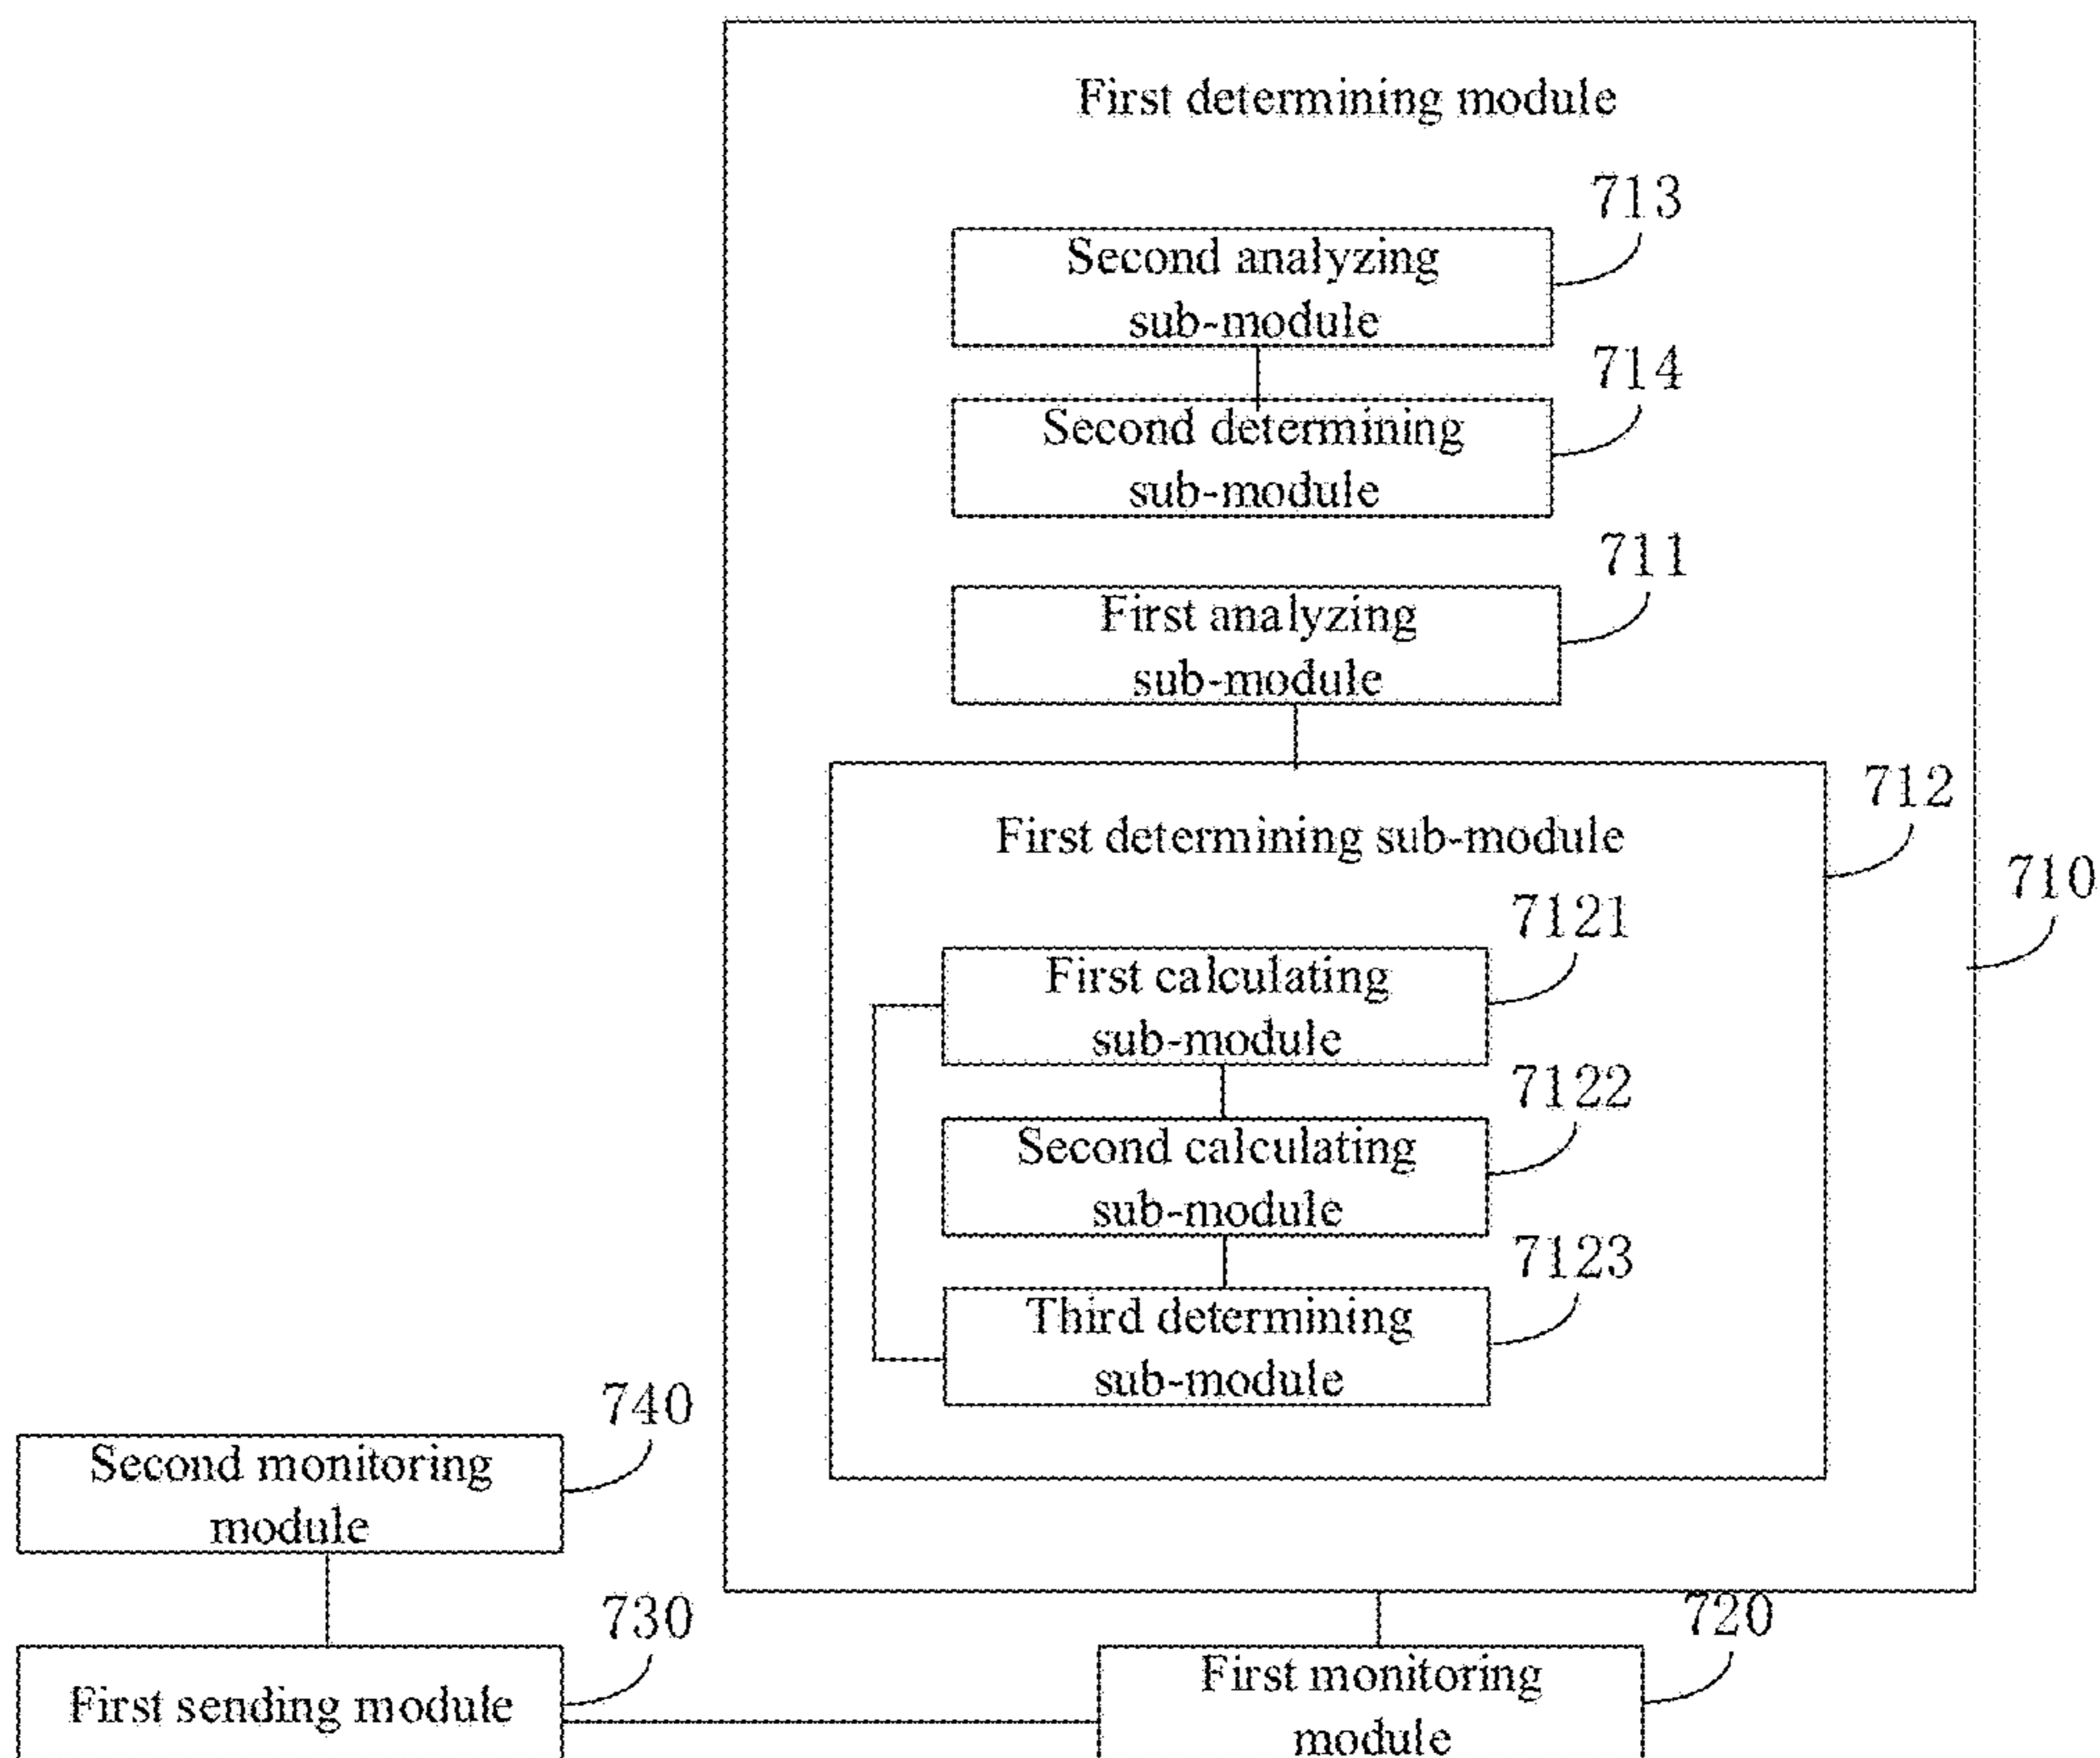 First determining module
713
Second analyzing
sub-module
714
Second determining
sub-module
711
First analyzing
sub-module
712
First determining sub-module
710
7121
First calculating
sub-module
7122
Second calculating
sub-module
7123
Third determining
sub-module
740
Second monitoring
module
730
First sending module
720
First monitoring
module